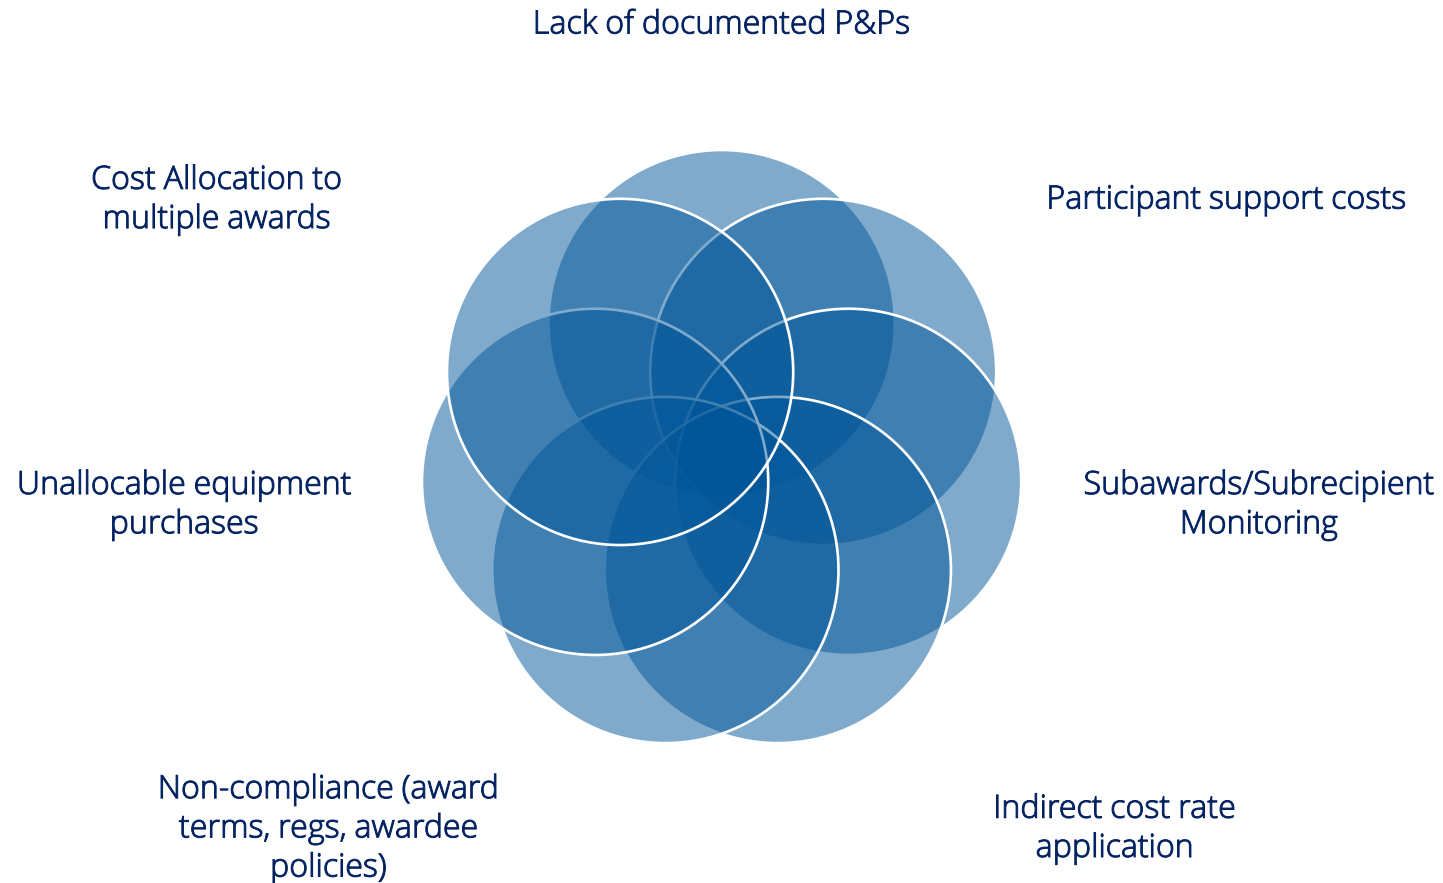 Lack of documented P&Ps
Cost Allocation to
multiple awards
Participant support costs
Unallocable equipment
purchases
Subawards/Subrecipient
Monitoring
Non-compliance (award
terms, regs, awardee
policies)
Indirect cost rate
application